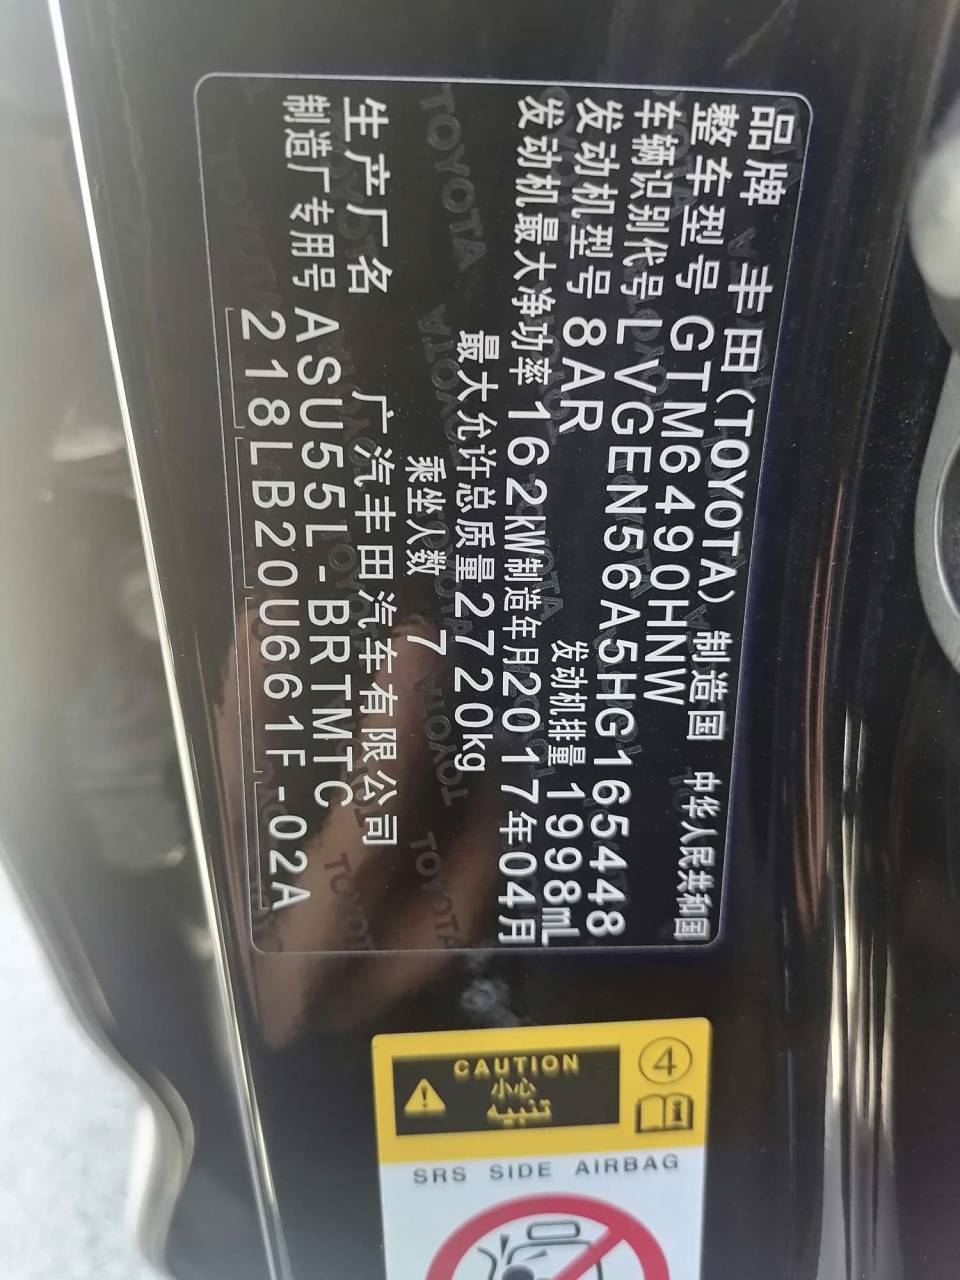 品牌 丰田(TOYOTA) 制造国 中华人民共和国
整车型号 GTM6490HNW
车辆识别代号 LVGEN56A5HG165448
发动机型号 8AR 发动机排量 1998mL
发动机最大净功率 162kW 制造年月 2017年04月
最大允许总质量 2720kg
乘坐人数 7
生产厂名 广汽丰田汽车有限公司
制造厂专用号 ASU55L-BRTMTC
218LB20U661F-02A
CAUTION
小心
تنبيه
4
SRS SIDE AIRBAG